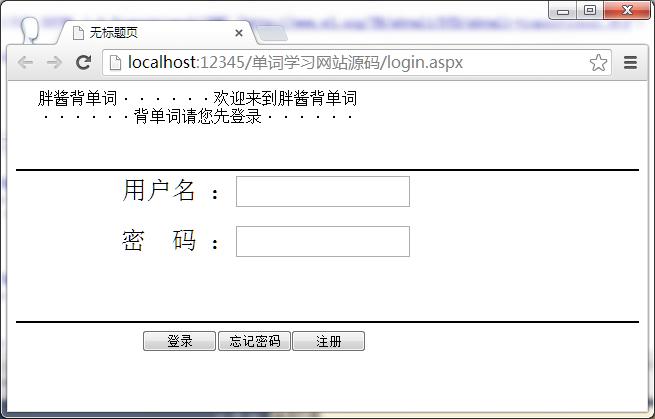 无标题页
localhost:12345/单词学习网站源码/login.aspx
胖酱背单词······欢迎来到胖酱背单词
······背单词请您先登录······
用户名 ：
密 码 ：
登录 忘记密码 注册